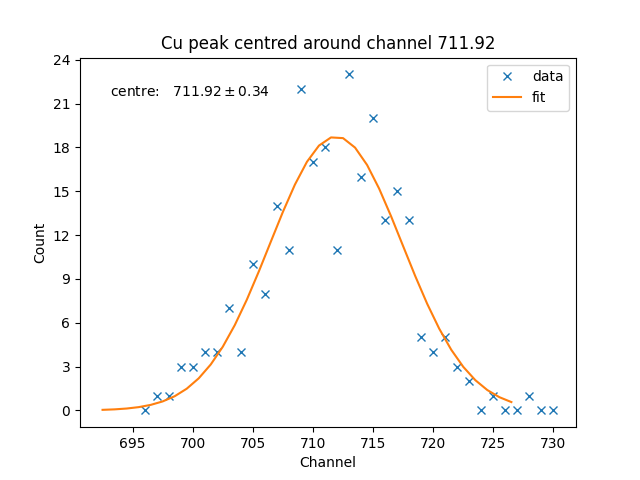 Cu peak centred around channel 711.92
centre: 711.92 ± 0.34
data
fit
24
21
18
15
12
9
6
3
0
Count
695 700 705 710 715 720 725 730
Channel